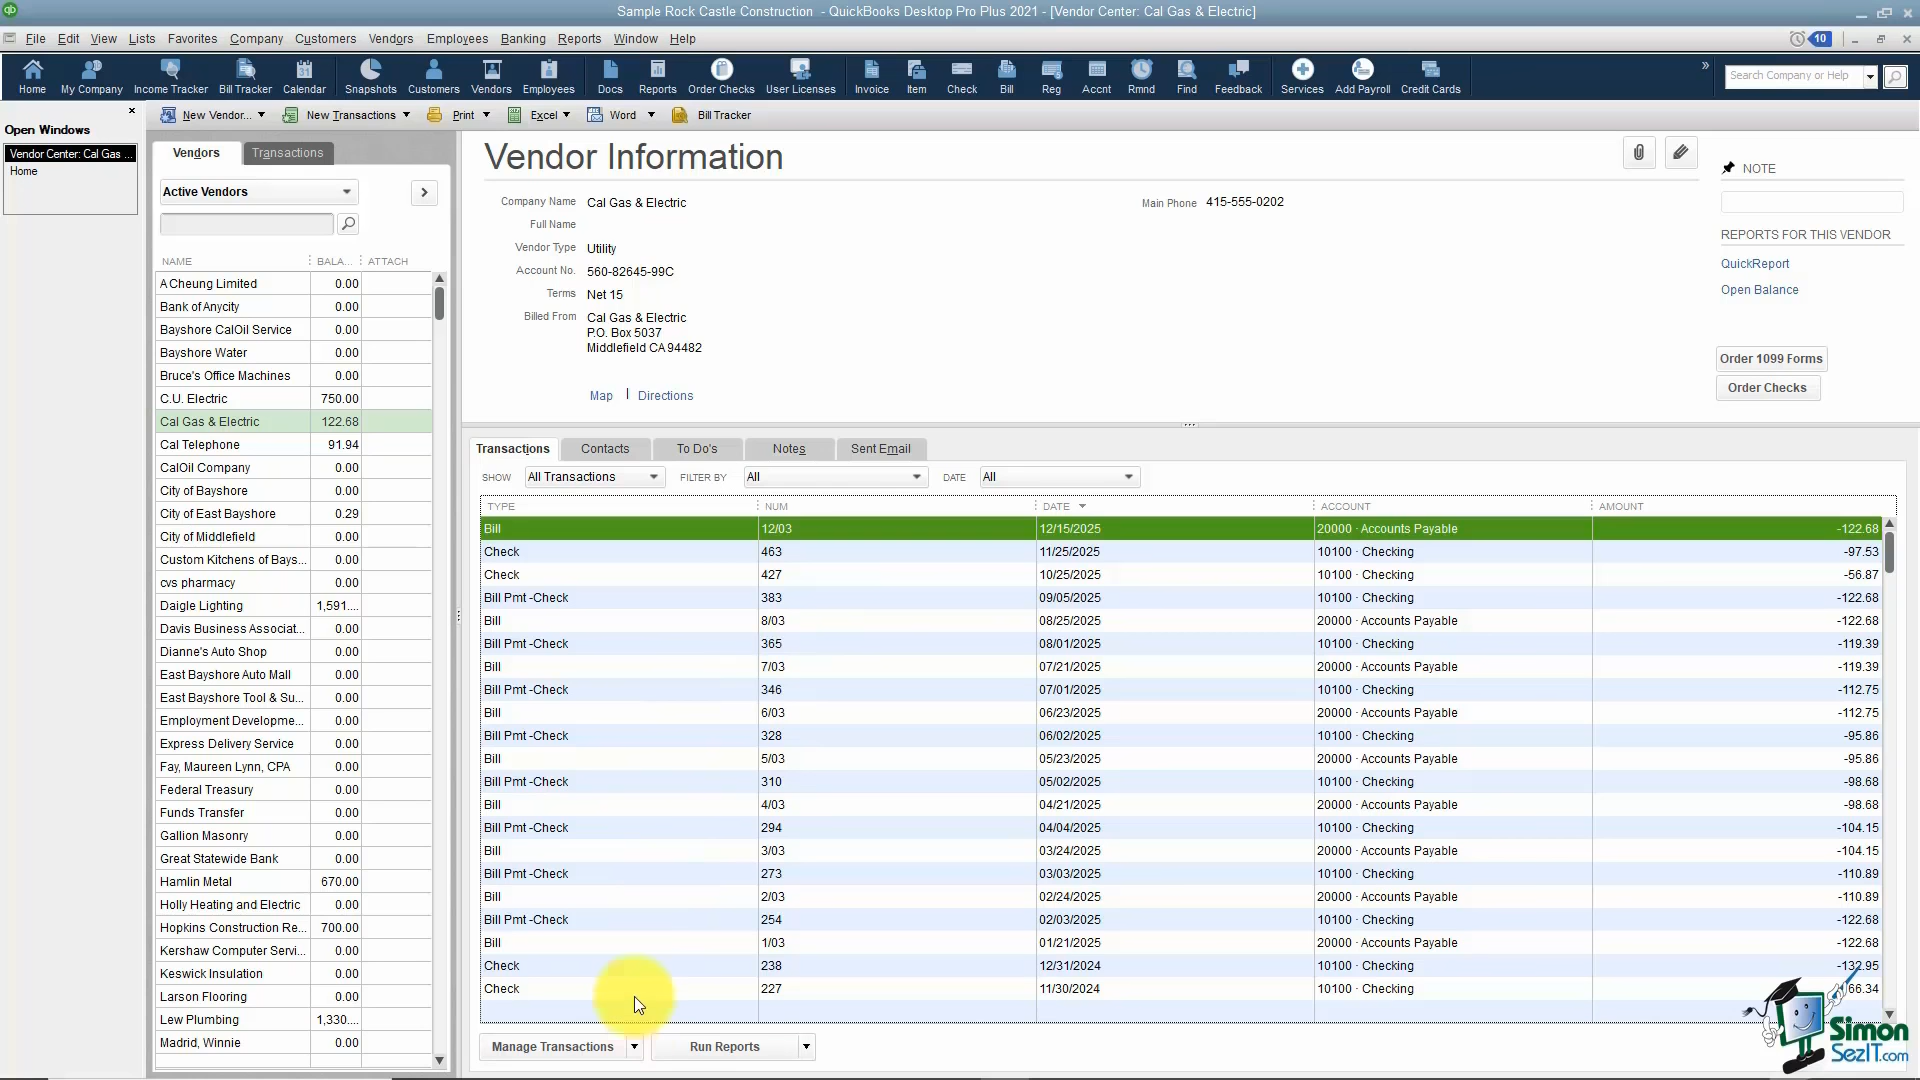 Sample Rock Castle Construction - QuickBooks Desktop Pro Plus 2021 - [Vendor Center: Cal Gas & Electric]
File Edit View Lists Favorites Company Customers Vendors Employees Banking Reports Window Help 10
Home My Company Income Tracker Bill Tracker Calendar Snapshots Customers Vendors Employees Docs Reports Order Checks User Licenses Invoice Item Check Bill Reg Accnt Rmnd Find Feedback Services Add Payroll Credit Cards Search Company or Help
New Vendor... New Transactions Print Excel Word Bill Tracker
Open Windows
Vendor Center: Cal Gas ...
Home
Vendors Transactions
Active Vendors
NAME BALA... ATTACH
A Cheung Limited 0.00
Bank of Anycity 0.00
Bayshore CalOil Service 0.00
Bayshore Water 0.00
Bruce's Office Machines 0.00
C.U. Electric 750.00
Cal Gas & Electric 122.68
Cal Telephone 91.94
CalOil Company 0.00
City of Bayshore 0.00
City of East Bayshore 0.29
City of Middlefield 0.00
Custom Kitchens of Bays... 0.00
cvs pharmacy 0.00
Daigle Lighting 1,591....
Davis Business Associat... 0.00
Dianne's Auto Shop 0.00
East Bayshore Auto Mall 0.00
East Bayshore Tool & Su... 0.00
Employment Developme... 0.00
Express Delivery Service 0.00
Fay, Maureen Lynn, CPA 0.00
Federal Treasury 0.00
Funds Transfer 0.00
Gallion Masonry 0.00
Great Statewide Bank 0.00
Hamlin Metal 670.00
Holly Heating and Electric 0.00
Hopkins Construction Re... 700.00
Kershaw Computer Servi... 0.00
Keswick Insulation 0.00
Larson Flooring 0.00
Lew Plumbing 1,330....
Madrid, Winnie 0.00
Vendor Information
Company Name Cal Gas & Electric
Full Name
Vendor Type Utility
Account No. 560-82645-99C
Terms Net 15
Billed From Cal Gas & Electric
P.O. Box 5037
Middlefield CA 94482
Map | Directions
Main Phone 415-555-0202
NOTE
REPORTS FOR THIS VENDOR
QuickReport
Open Balance
Order 1099 Forms
Order Checks
Transactions Contacts To Do's Notes Sent Email
SHOW All Transactions FILTER BY All DATE All
TYPE NUM DATE ACCOUNT AMOUNT
Bill 12/03 12/15/2025 20000 · Accounts Payable -122.68
Check 463 11/25/2025 10100 · Checking -97.53
Check 427 10/25/2025 10100 · Checking -56.87
Bill Pmt -Check 383 09/05/2025 10100 · Checking -122.68
Bill 8/03 08/25/2025 20000 · Accounts Payable -122.68
Bill Pmt -Check 365 08/01/2025 10100 · Checking -119.39
Bill 7/03 07/21/2025 20000 · Accounts Payable -119.39
Bill Pmt -Check 346 07/01/2025 10100 · Checking -112.75
Bill 6/03 06/23/2025 20000 · Accounts Payable -112.75
Bill Pmt -Check 328 06/02/2025 10100 · Checking -95.86
Bill 5/03 05/23/2025 20000 · Accounts Payable -95.86
Bill Pmt -Check 310 05/02/2025 10100 · Checking -98.68
Bill 4/03 04/21/2025 20000 · Accounts Payable -98.68
Bill Pmt -Check 294 04/04/2025 10100 · Checking -104.15
Bill 3/03 03/24/2025 20000 · Accounts Payable -104.15
Bill Pmt -Check 273 03/03/2025 10100 · Checking -110.89
Bill 2/03 02/24/2025 20000 · Accounts Payable -110.89
Bill Pmt -Check 254 02/03/2025 10100 · Checking -122.68
Bill 1/03 01/21/2025 20000 · Accounts Payable -122.68
Check 238 12/31/2024 10100 · Checking -132.95
Check 227 11/30/2024 10100 · Checking
Manage Transactions Run Reports
Simon
SezIT.com